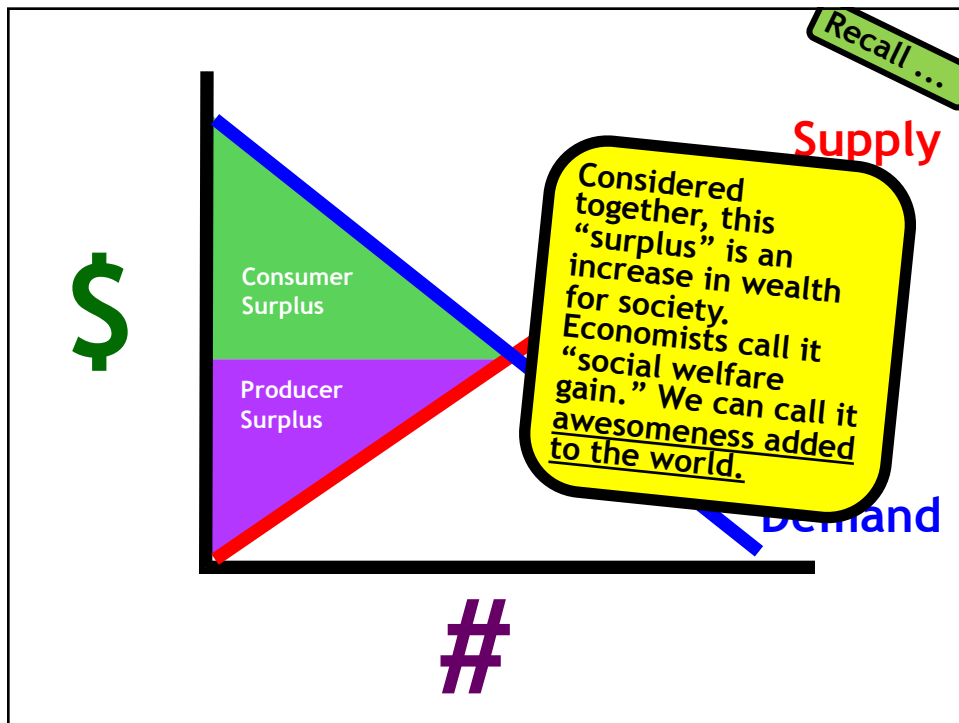 Recall ...
Supply
Considered
together, this
“surplus” is an
increase in wealth
for society.
Economists call it
“social welfare
gain.” We can call it
awesomeness added
to the world.
$
Consumer
Surplus
Producer
Surplus
Demand
#